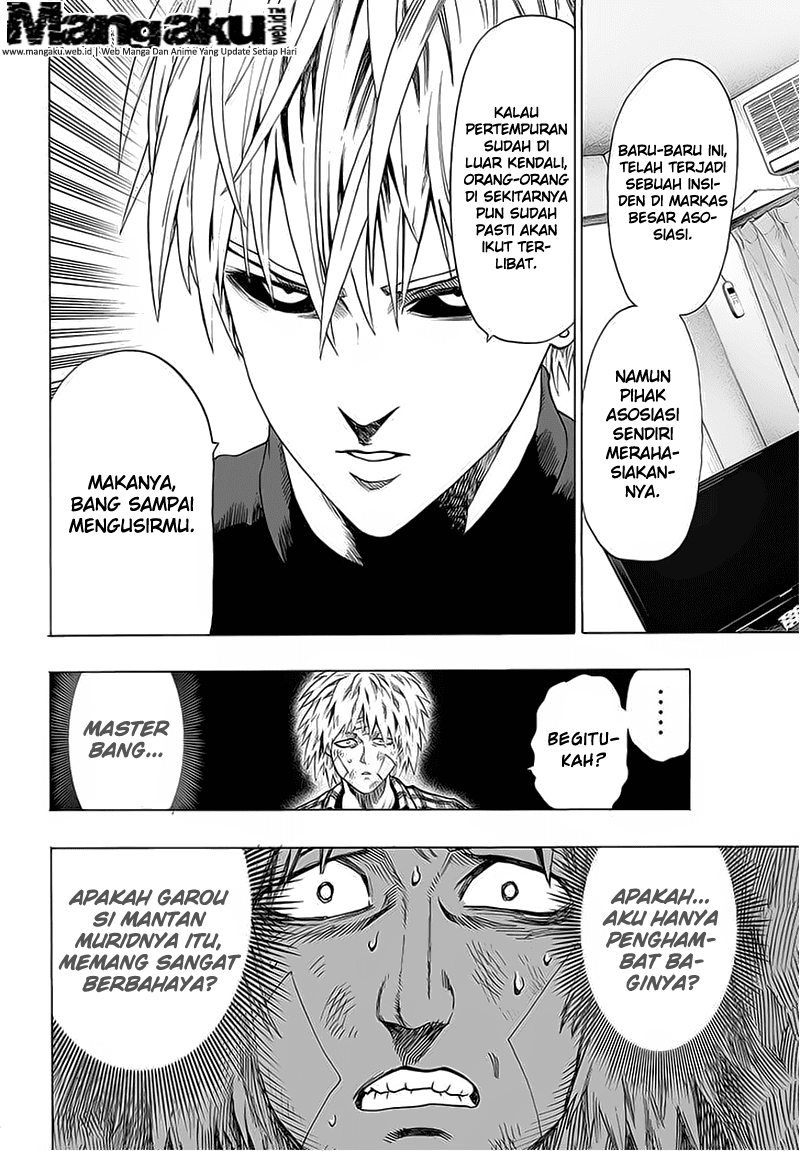 Mangaku
www.mangaku.web.id | Web Manga Dan Anime Yang Update Setiap Hari
BARU-BARU INI,
TELAH TERJADI
SEBUAH INSI-
DEN DI MARKAS
BESAR ASO-
SIASI.
NAMUN
PIHAK
ASOSIASI
SENDIRI
MERAHA-
SIAKAN-
NYA.
KALAU
PERTEMPURAN
SUDAH DI
LUAR KENDALI,
ORANG-ORANG
DI SEKITARNYA
PUN SUDAH
PASTI AKAN
IKUT TER-
LIBAT.
MAKANYA,
BANG SAMPAI
MENGUSIRMU.
.....
BEGITU-
KAH?
MASTER
BANG...
APAKAH...
AKU HANYA
PENGHAM-
BAT BA-
GINYA?
APAKAH GAROU
SI MANTAN
MURIDNYA ITU,
MEMANG SANGAT
BERBAHAYA?